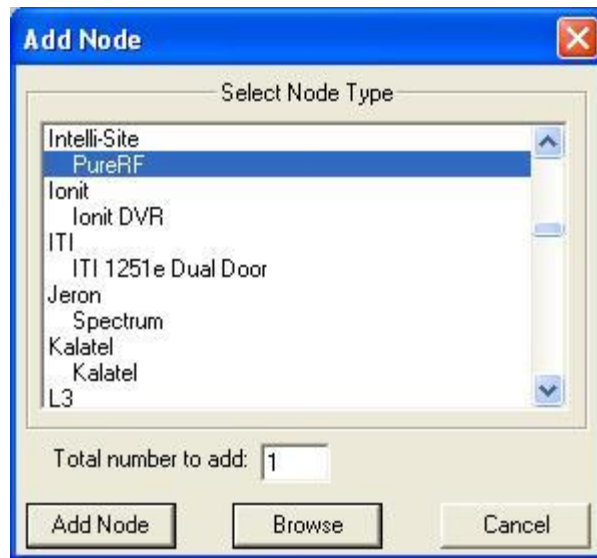 Add Node
Select Node Type
Intelli-Site
PureRF
Ionit
Ionit DVR
ITI
ITI 1251e Dual Door
Jeron
Spectrum
Kalatel
Kalatel
L3
Total number to add: 1
Add Node Browse Cancel